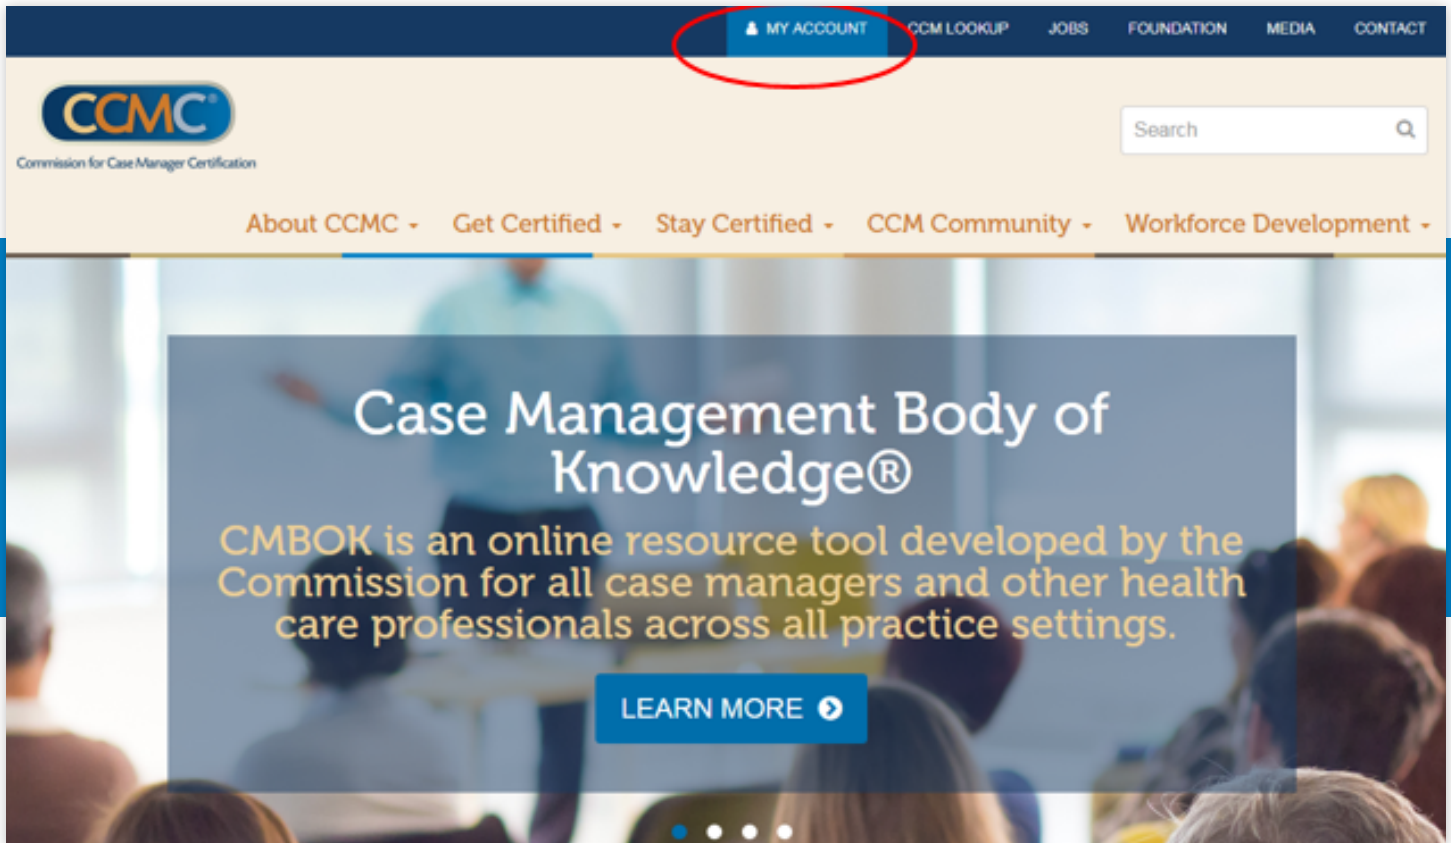 MY ACCOUNT CCM LOOKUP JOBS FOUNDATION MEDIA CONTACT
CCMC®
Commission for Case Manager Certification
Search
About CCMC Get Certified Stay Certified CCM Community Workforce Development
Case Management Body of
Knowledge®
CMBOK is an online resource tool developed by the
Commission for all case managers and other health
care professionals across all practice settings.
LEARN MORE